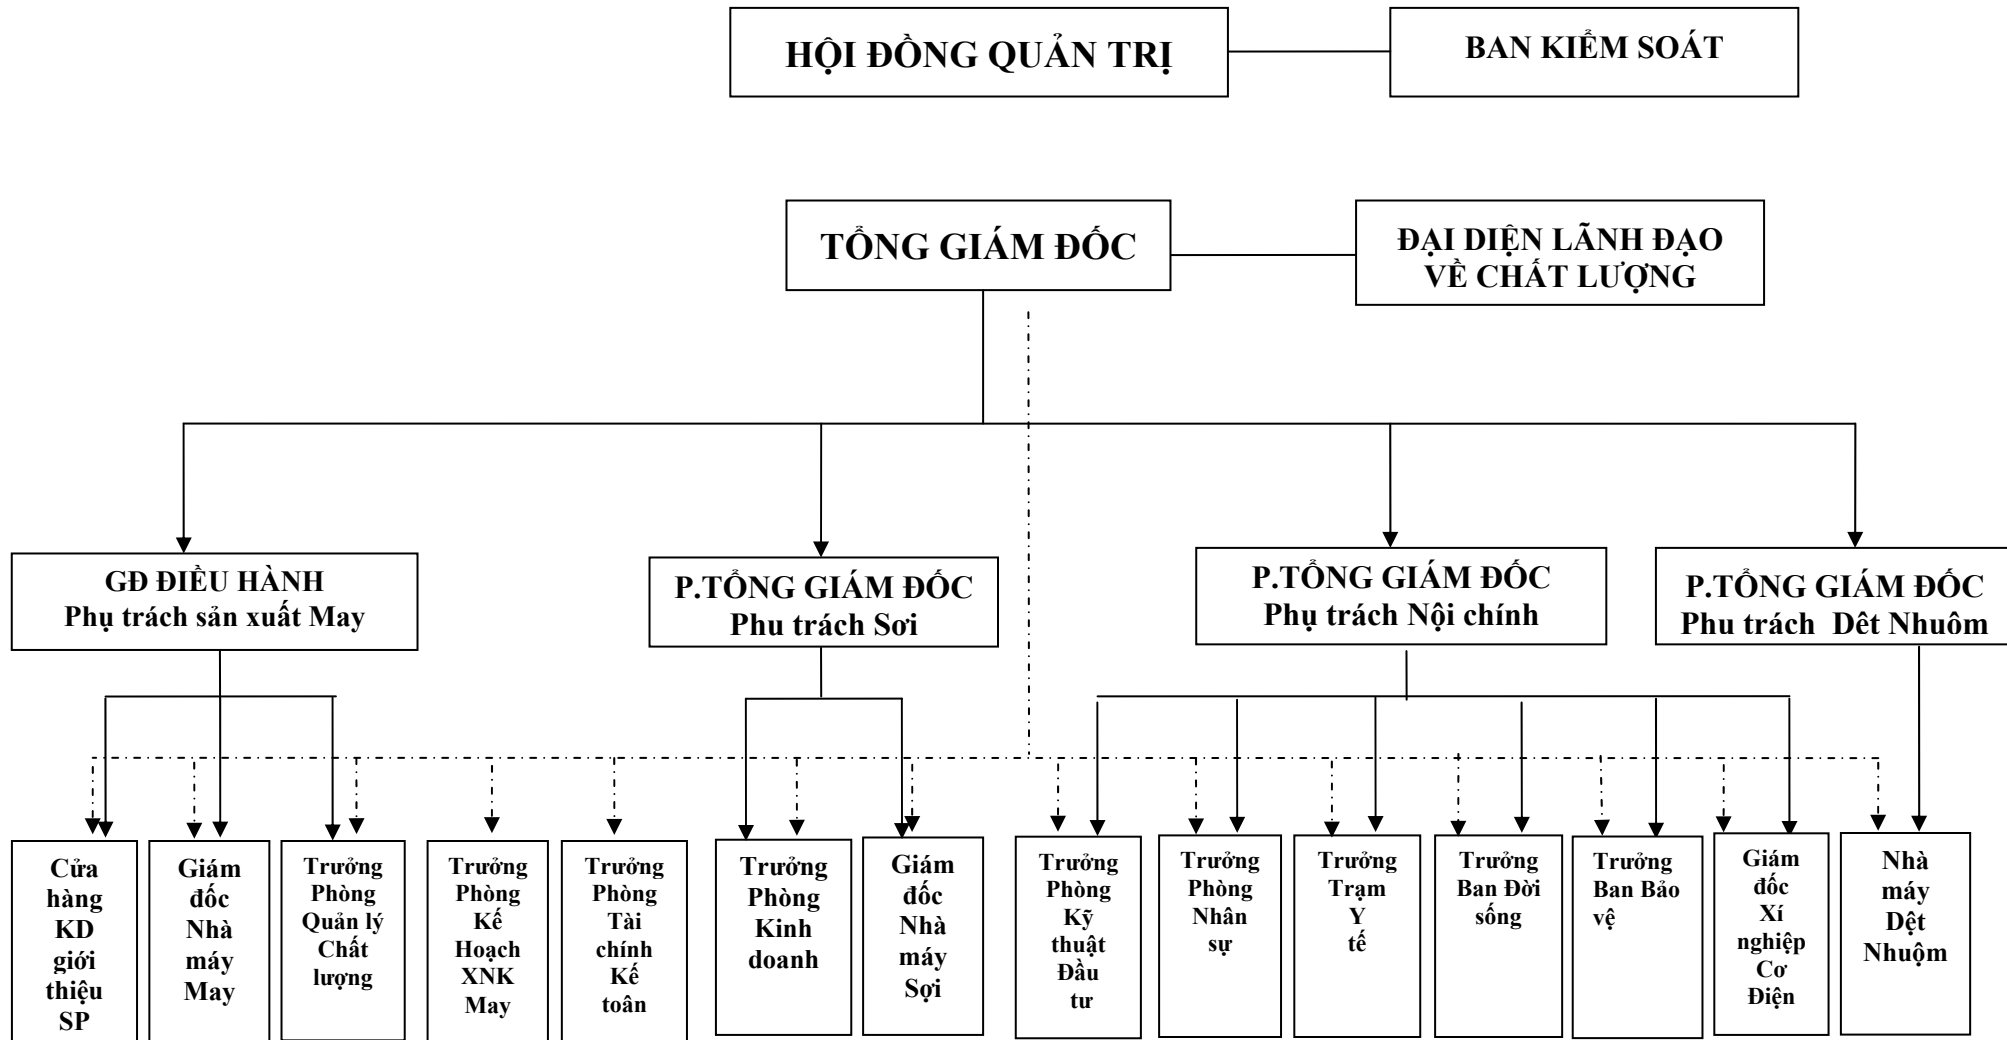 HỘI ĐỒNG QUẢN TRỊ
BAN KIỂM SOÁT
TỔNG GIÁM ĐỐC
ĐẠI DIỆN LÃNH ĐẠO
VỀ CHẤT LƯỢNG
GĐ ĐIỀU HÀNH
Phụ trách sản xuất May
P.TỔNG GIÁM ĐỐC
Phu trách Sơi
P.TỔNG GIÁM ĐỐC
Phụ trách Nội chính
P.TỔNG GIÁM ĐỐC
Phu trách Dêt Nhuôm
Cửa
hàng
KD
giới
thiệu
SP
Giám
đốc
Nhà
máy
May
Trưởng
Phòng
Quản lý
Chất
lượng
Trưởng
Phòng
Kế
Hoạch
XNK
May
Trưởng
Phòng
Tài
chính
Kế
toân
Trưởng
Phòng
Kinh
doanh
Giám
đốc
Nhà
máy
Sợi
Trưởng
Phòng
Kỹ
thuật
Đầu
tư
Trưởng
Phòng
Nhân
sự
Trưởng
Trạm
Y
tế
Trưởng
Ban Đời
sống
Trưởng
Ban Bảo
vệ
Giám
đốc
Xí
nghiệp
Cơ
Điện
Nhà
máy
Dệt
Nhuộm